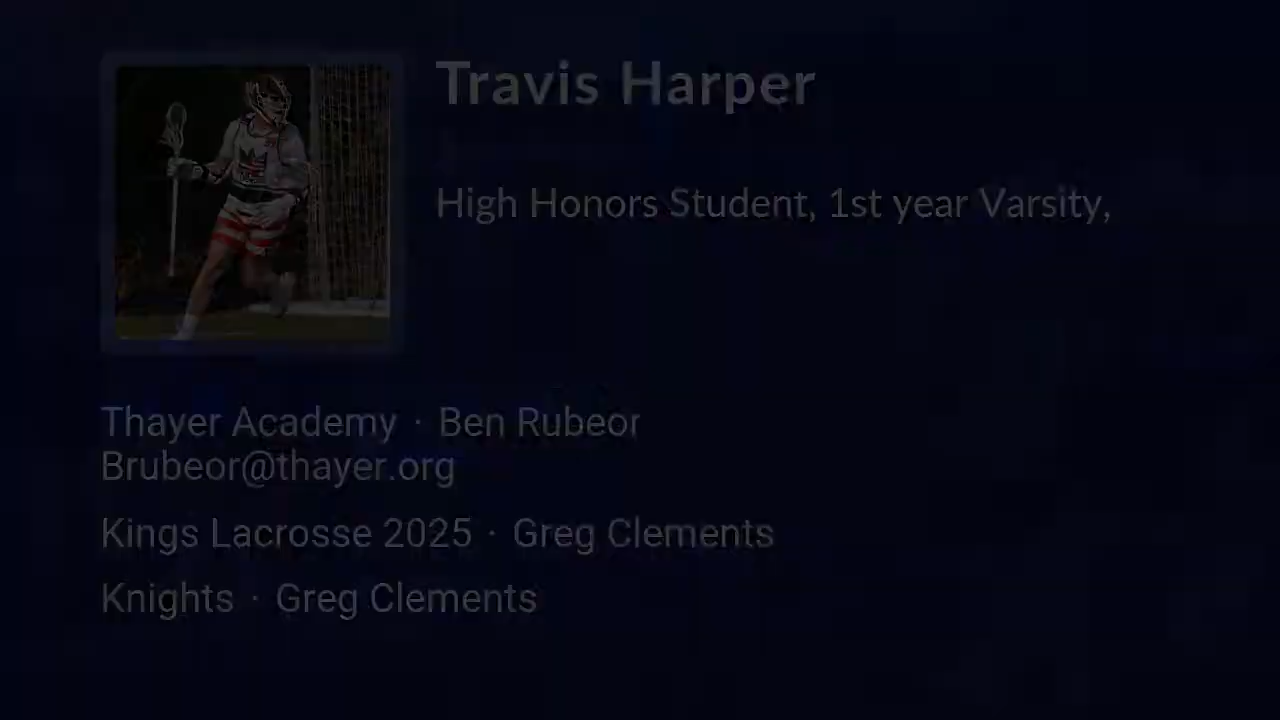 Travis Harper
High Honors Student, 1st year Varsity,
Thayer Academy · Ben Rubeor
Brubeor@thayer.org
Kings Lacrosse 2025 · Greg Clements
Knights · Greg Clements